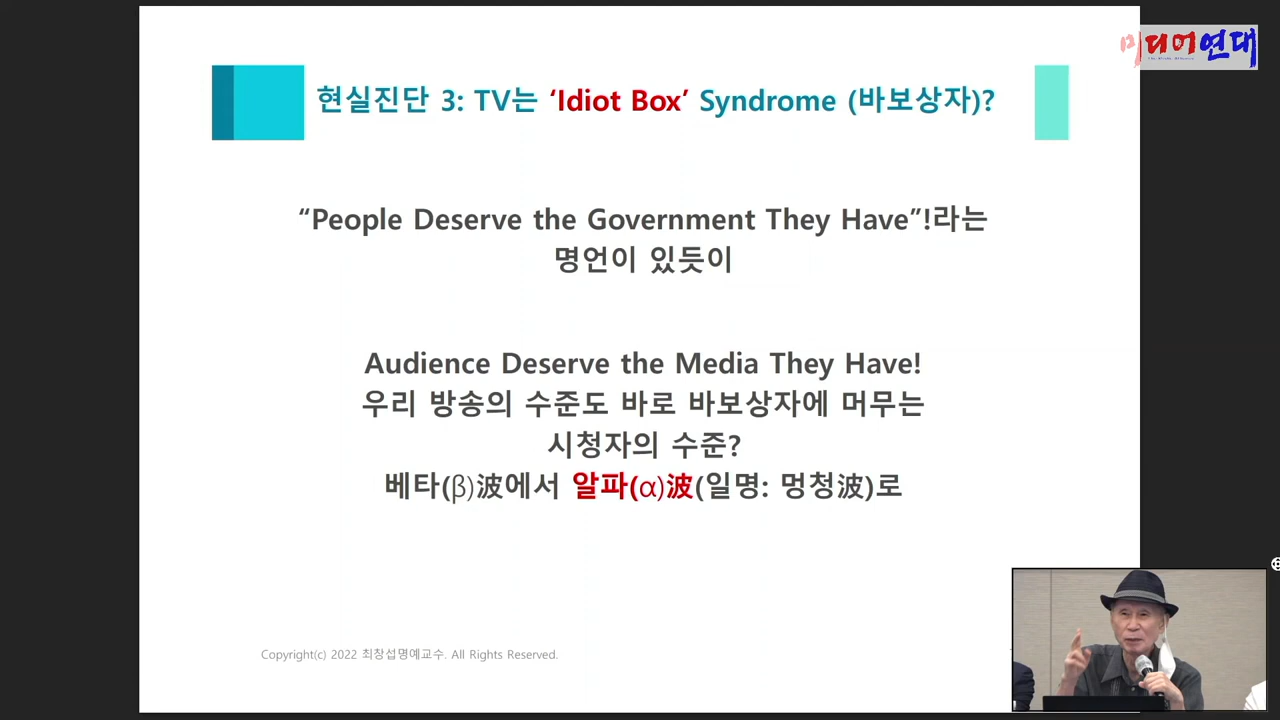 미디어연대
현실진단 3: TV는 ‘Idiot Box’ Syndrome (바보상자)?
“People Deserve the Government They Have”!라는
명언이 있듯이
Audience Deserve the Media They Have!
우리 방송의 수준도 바로 바보상자에 머무는
시청자의 수준?
베타(β)波에서 알파(α)波(일명: 멍청波)로
Copyright(c) 2022 최창섭명예교수. All Rights Reserved.